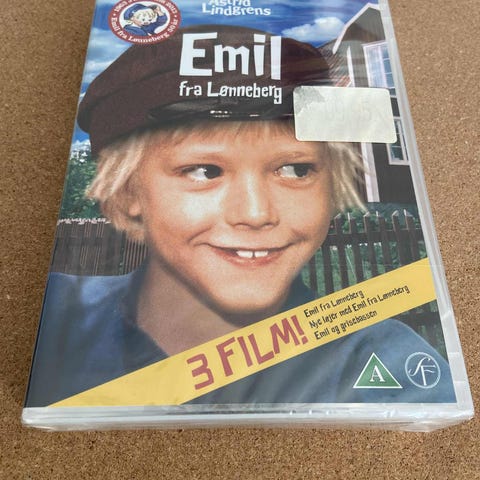 Astrid
Lindgrens
Emil
fra Lønneberg
3 FILM!
Emil fra Lønneberg
Nye løjer med Emil fra Lønneberg
Emil og grisebassen
A
SF